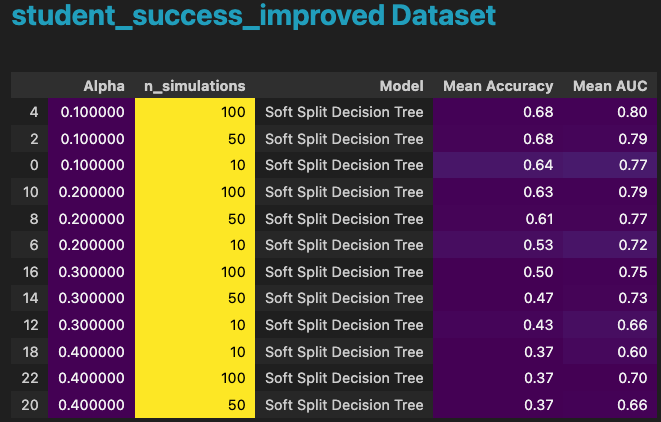 student_success_improved Dataset
Alpha n_simulations Model Mean Accuracy Mean AUC
4 0.100000 100 Soft Split Decision Tree 0.68 0.80
2 0.100000 50 Soft Split Decision Tree 0.68 0.79
0 0.100000 10 Soft Split Decision Tree 0.64 0.77
10 0.200000 100 Soft Split Decision Tree 0.63 0.79
8 0.200000 50 Soft Split Decision Tree 0.61 0.77
6 0.200000 10 Soft Split Decision Tree 0.53 0.72
16 0.300000 100 Soft Split Decision Tree 0.50 0.75
14 0.300000 50 Soft Split Decision Tree 0.47 0.73
12 0.300000 10 Soft Split Decision Tree 0.43 0.66
18 0.400000 10 Soft Split Decision Tree 0.37 0.60
22 0.400000 100 Soft Split Decision Tree 0.37 0.70
20 0.400000 50 Soft Split Decision Tree 0.37 0.66